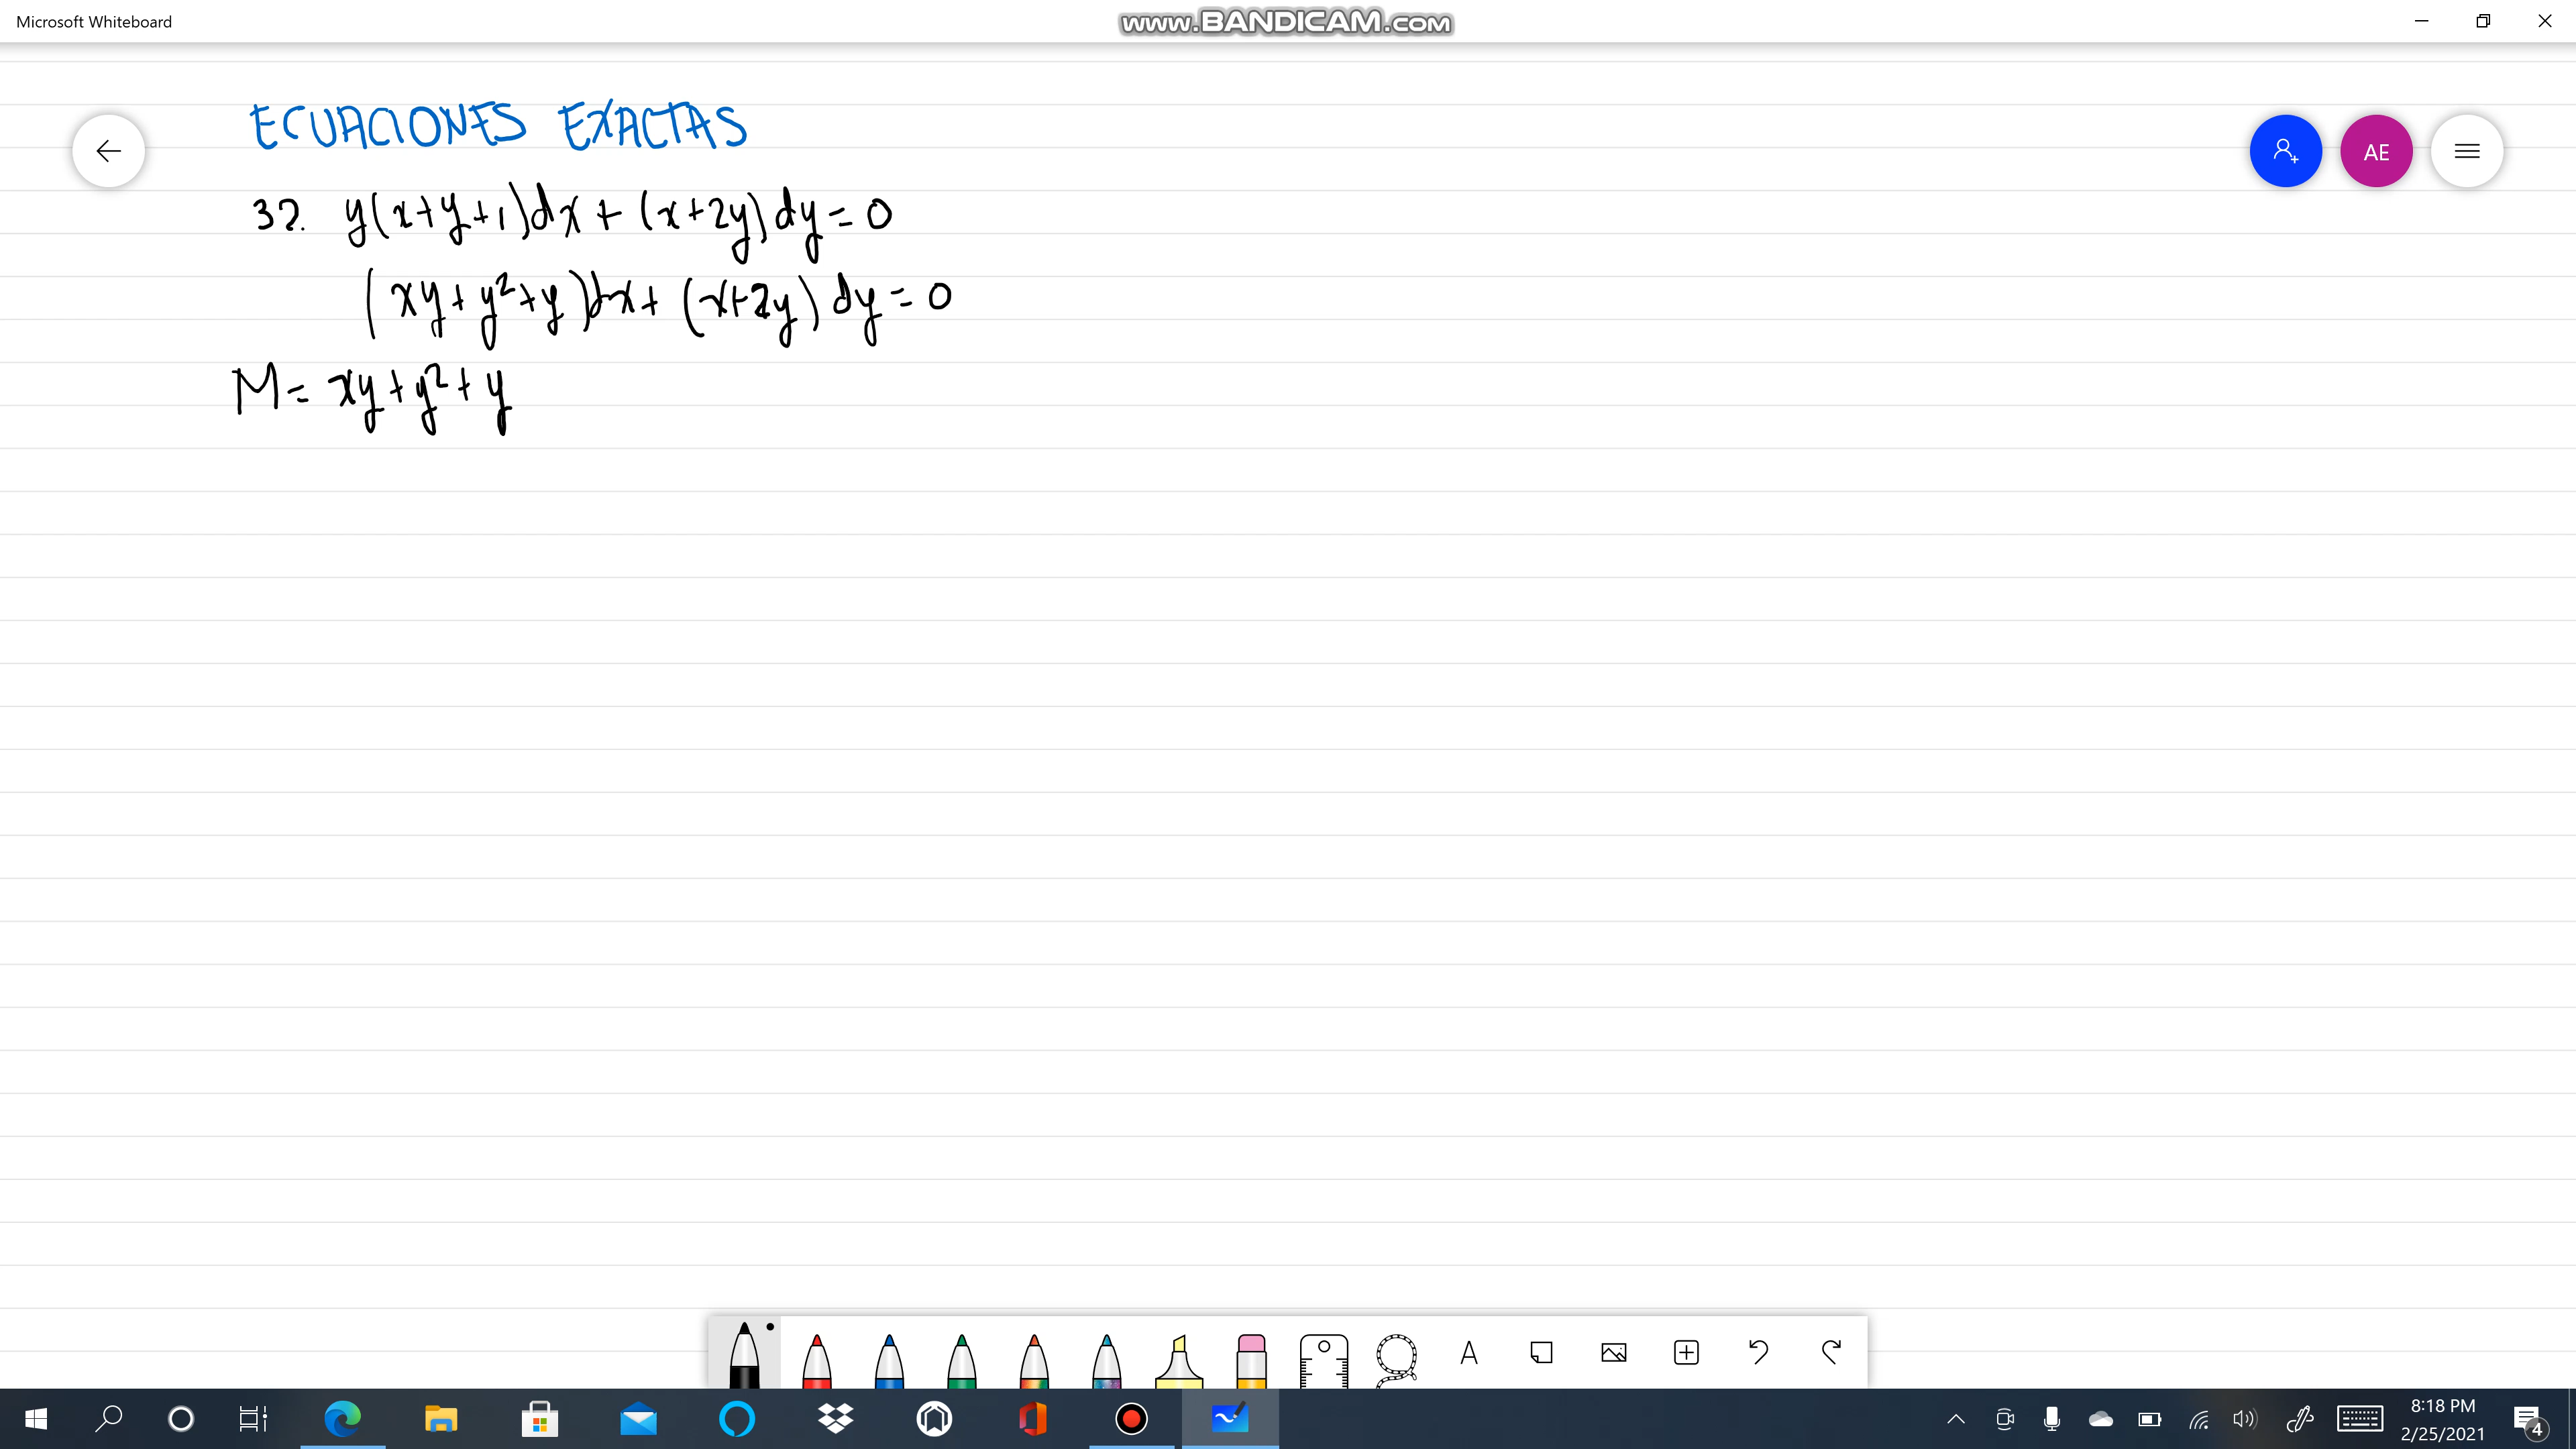 Microsoft Whiteboard
www.BANDICAM.com
ECUACIONES EXACTAS
AE
32. y(x+y+1)dx + (x+2y)dy = 0
(xy + y² + y)dx + (x+2y)dy = 0
M = xy + y² + y
A
8:18 PM
2/25/2021
4